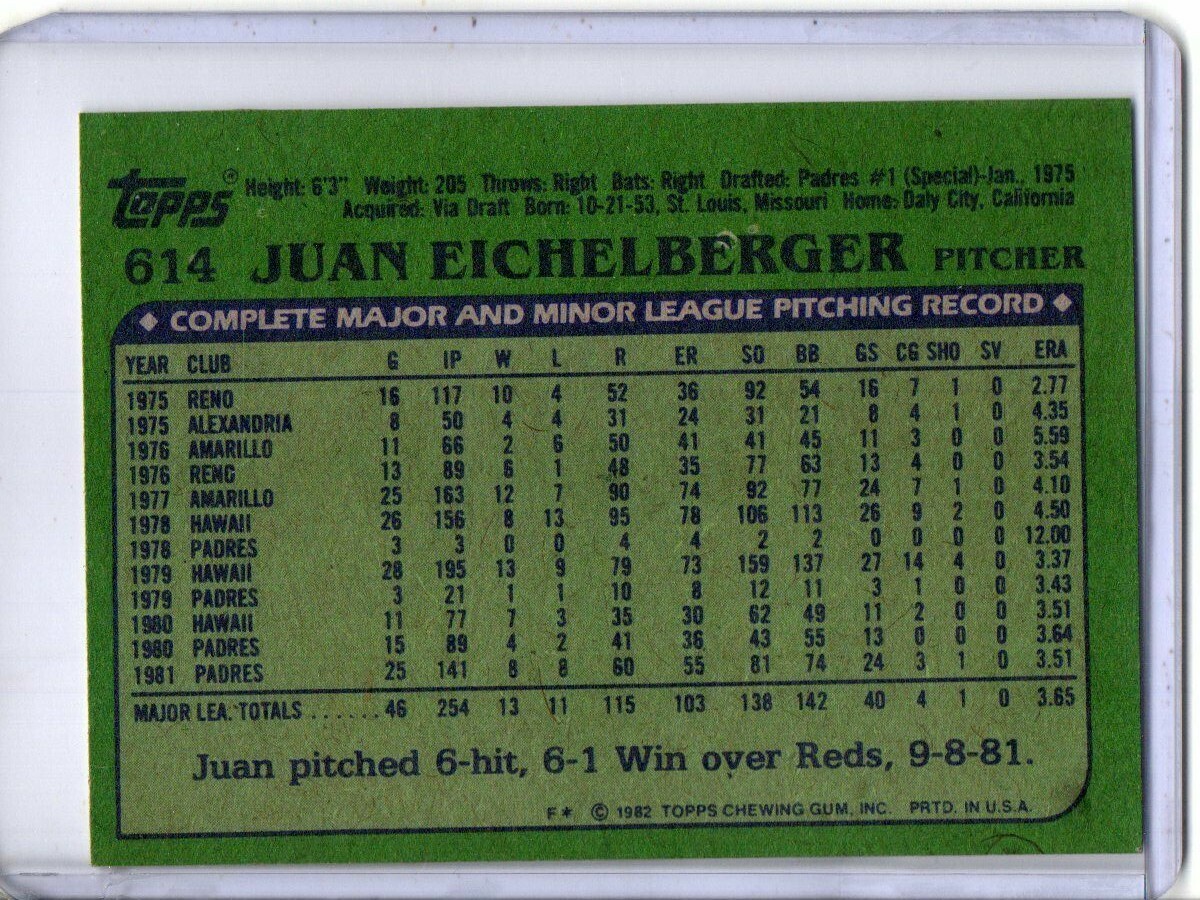 topps® Height: 6'3" Weight: 205 Throws: Right Bats: Right Drafted: Padres #1 (Special)-Jan., 1975
Acquired: Via Draft Born: 10-21-53, St. Louis, Missouri Home: Daly City, California
614 JUAN EICHELBERGER PITCHER
◆ COMPLETE MAJOR AND MINOR LEAGUE PITCHING RECORD ◆
YEAR CLUB G IP W L R ER SO BB GS CG SHO SV ERA
1975 RENO 16 117 10 4 52 36 92 54 16 7 1 0 2.77
1975 ALEXANDRIA 8 50 4 4 31 24 31 21 8 4 1 0 4.35
1976 AMARILLO 11 66 2 6 50 41 41 45 11 3 0 0 5.59
1976 RENO 13 89 6 1 48 35 77 63 13 4 0 0 3.54
1977 AMARILLO 25 163 12 7 90 74 92 77 24 7 1 0 4.10
1978 HAWAII 26 156 8 13 95 78 106 113 26 9 2 0 4.50
1978 PADRES 3 3 0 0 4 4 2 2 0 0 0 0 12.00
1979 HAWAII 28 195 13 9 79 73 159 137 27 14 4 0 3.37
1979 PADRES 3 21 1 1 10 8 12 11 3 1 0 0 3.43
1980 HAWAII 11 77 7 3 35 30 62 49 11 2 0 0 3.51
1980 PADRES 15 89 4 2 41 36 43 55 13 0 0 0 3.64
1981 PADRES 25 141 8 8 60 55 81 74 24 3 1 0 3.51
MAJOR LEA. TOTALS ...... 46 254 13 11 115 103 138 142 40 4 1 0 3.65
Juan pitched 6-hit, 6-1 Win over Reds, 9-8-81.
F* © 1982 TOPPS CHEWING GUM, INC. PRTD. IN U.S.A.